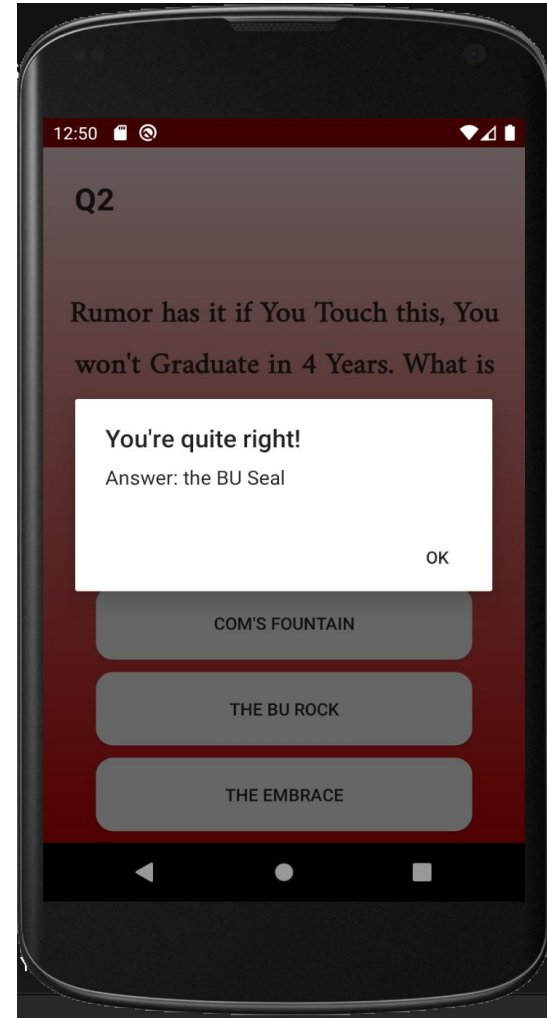 12:50
Q2
Rumor has it if You Touch this, You
won't Graduate in 4 Years. What is
You're quite right!
Answer: the BU Seal
OK
COM'S FOUNTAIN
THE BU ROCK
THE EMBRACE